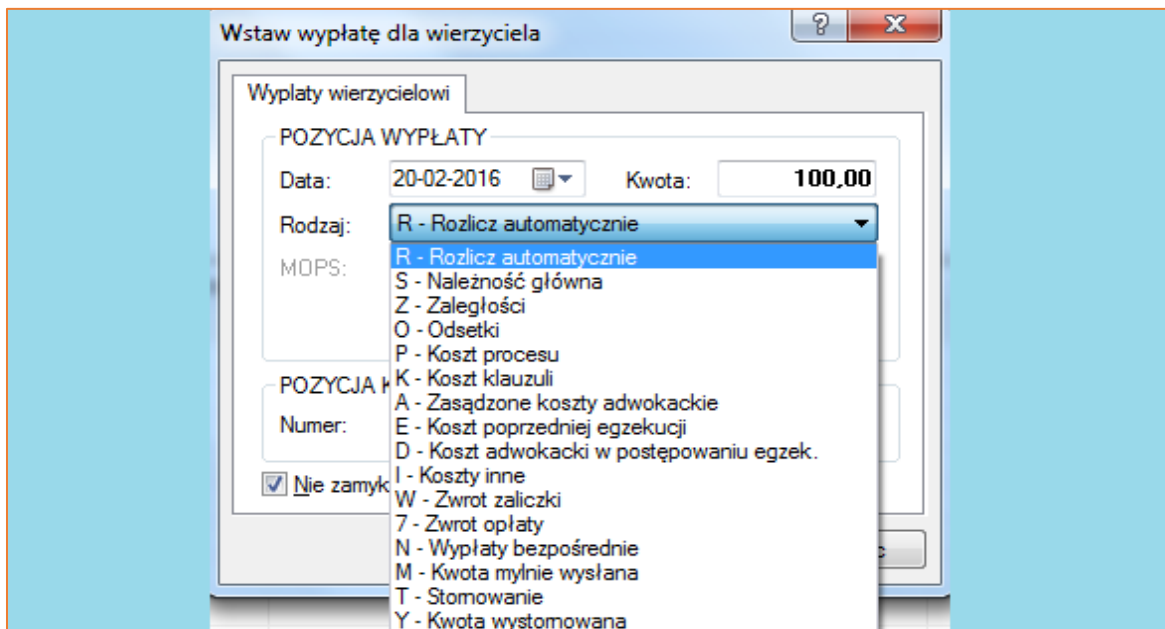 Wstaw wypłatę dla wierzyciela
Wyplaty wierzycielowi
POZYCJA WYPŁATY
Data: 20-02-2016 Kwota: 100,00
Rodzaj: R - Rozlicz automatycznie
MOPS:
R - Rozlicz automatycznie
S - Należność główna
Z - Zaległości
O - Odsetki
P - Koszt procesu
K - Koszt klauzuli
A - Zasądzone koszty adwokackie
E - Koszt poprzedniej egzekucji
D - Koszt adwokacki w postępowaniu egzek.
I - Koszty inne
W - Zwrot zaliczki
7 - Zwrot opłaty
N - Wypłaty bezpośrednie
M - Kwota mylnie wysłana
T - Stornowanie
Y - Kwota wystornowana
POZYCJA
Numer:
Nie zamyk